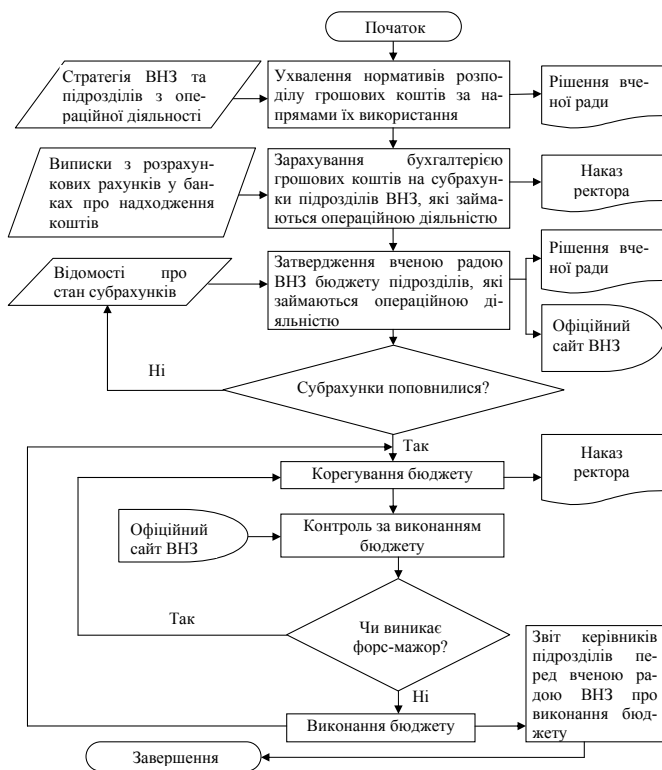 Початок
Стратегія ВНЗ та
підрозділів з опе-
раційної діяльності
Ухвалення нормативів розпо-
ділу грошових коштів за на-
прямами їх використання
Рішення вче-
ної ради
Виписки з розрахун-
кових рахунків у бан-
ках про надходження
коштів
Зарахування бухгалтерією
грошових коштів на субрахун-
ки підрозділів ВНЗ, які займа-
ються операційною діяльністю
Наказ
ректора
Відомості про
стан субрахунків
Затвердження вченою радою
ВНЗ бюджету підрозділів, які
займаються операційною ді-
яльністю
Рішення вче-
ної ради
Офіційний
сайт ВНЗ
Ні
Субрахунки поповнилися?
Так
Корегування бюджету
Наказ
ректора
Офіційний
сайт ВНЗ
Контроль за виконанням
бюджету
Так
Чи виникає
форс-мажор?
Ні
Звіт керівників
підрозділів пе-
ред вченою ра-
дою ВНЗ про
виконання бюд-
жету
Виконання бюджету
Завершення